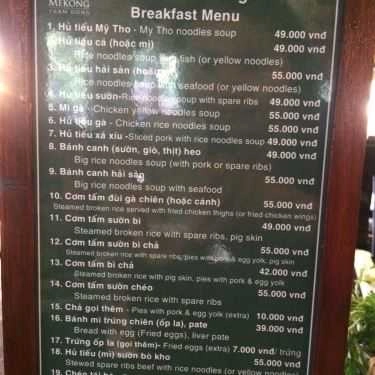 MEKONG
Breakfast Menu
1. Hủ tiếu Mỹ Tho - My Tho noodles soup 49.000 vnđ
2. Hủ tiếu cá (hoặc mì)
Rice noodles soup with fish (or yellow noodles) 49.000 vnđ
3. Hủ tiếu hải sản (hoặc
Rice noodles soup with seafood (or yellow noodles) 55.000 vnđ
4. Hủ tiếu sườn-Rice noodles soup with spare ribs 49.000 vnđ
5. Mì gà - Chicken yellow noodles soup 55.000 vnđ
6. Hủ tiếu gà - Chicken rice noodles soup 55.000 vnđ
7. Hủ tiếu xá xíu -Sliced pork with rice noodles soup 49.000 vnđ
8. Bánh canh (sườn, giò, thịt) heo 49.000 vnđ
Big rice noodles soup (with pork or spare ribs)
9. Bánh canh hải sản 55.000 vnđ
Big rice noodles soup with seafood
10. Cơm tấm đùi gà chiên (hoặc cánh) 55.000 vnđ
Steamed broken rice served with fried chicken thighs (or fried chicken wings)
11. Cơm tấm sườn bì 49.000 vnđ
Steamed broken rice with spare ribs, pig skin
12. Cơm tấm sườn bì chả 55.000 vnđ
Steamed broken rice with spare ribs, pies with pork & egg yolk, pig skin
13. Cơm tấm bì chả 42.000 vnđ
Steamed broken rice with pig skin, pies with pork & egg yolk
14. Cơm tấm sườn chéo 55.000 vnđ
Steamed broken rice with spare ribs
15. Chả gọi thêm - Pies with pork & egg yolk (extra) 10.000 vnđ
16. Bánh mì trứng chiên (ốp la), pate 39.000 vnđ
Bread with egg (Fried eggs), liver pate
17. Trứng ốp la (gọi thêm)- Fried eggs (extra) 7.000 vnđ/ trứng
18. Hủ tiếu (mì) sườn bò kho 55.000 vnđ
Stewed spare ribs beef with rice noodles (or yellow noodles)